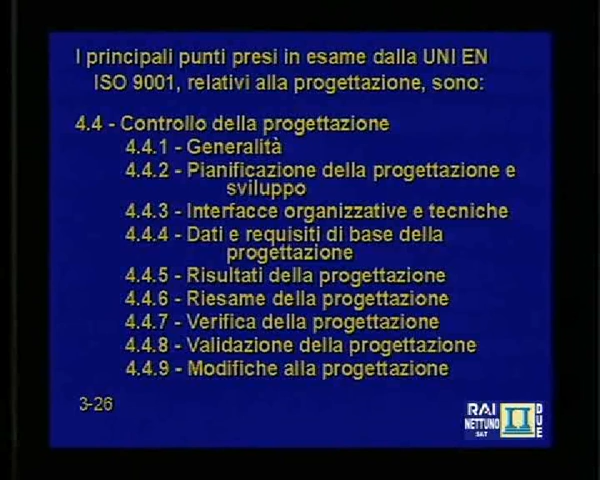 I principali punti presi in esame dalla UNI EN
ISO 9001, relativi alla progettazione, sono:
4.4 - Controllo della progettazione
4.4.1 - Generalità
4.4.2 - Pianificazione della progettazione e
sviluppo
4.4.3 - Interfacce organizzative e tecniche
4.4.4 - Dati e requisiti di base della
progettazione
4.4.5 - Risultati della progettazione
4.4.6 - Riesame della progettazione
4.4.7 - Verifica della progettazione
4.4.8 - Validazione della progettazione
4.4.9 - Modifiche alla progettazione
3-26
RAI
NETTUNO
SAT
DUE